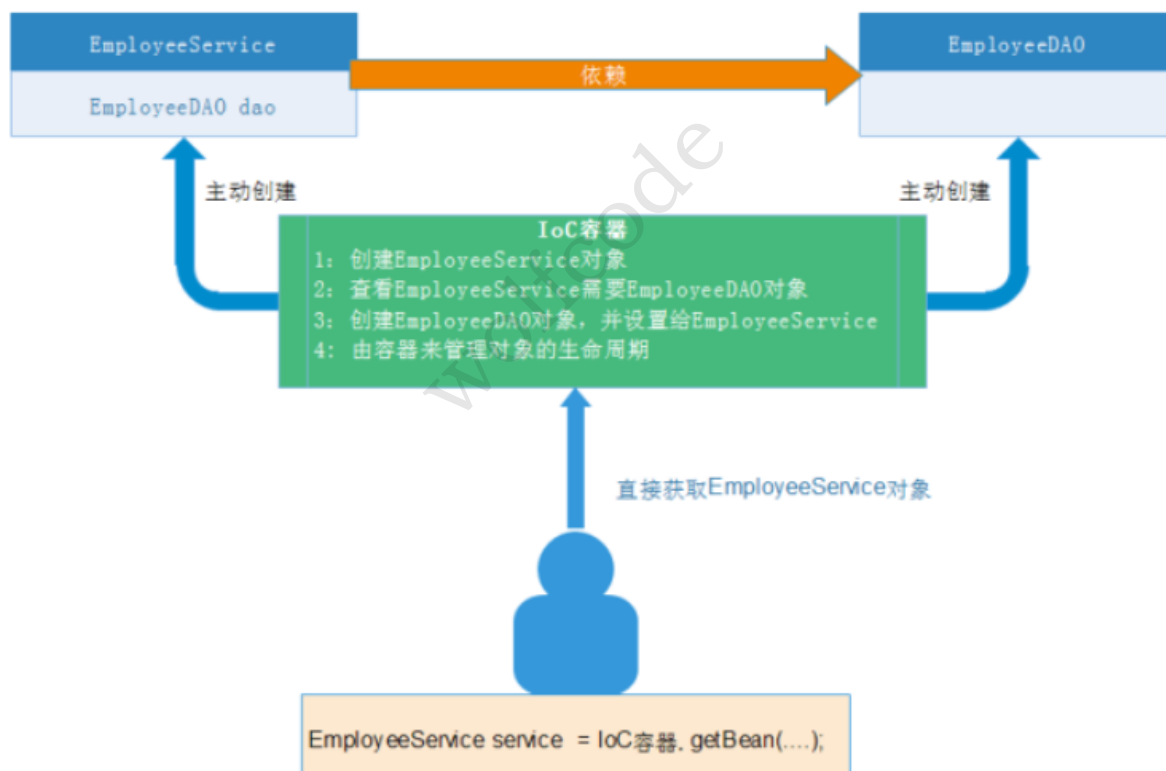 EmployeeService
EmployeeDAO
依赖
EmployeeDAO dao
主动创建
主动创建
IoC容器
1: 创建EmployeeService对象
2: 查看EmployeeService需要EmployeeDAO对象
3: 创建EmployeeDAO对象，并设置给EmployeeService
4: 由容器来管理对象的生命周期
wolfcode
直接获取EmployeeService对象
EmployeeService service = IoC容器. getBean(....);